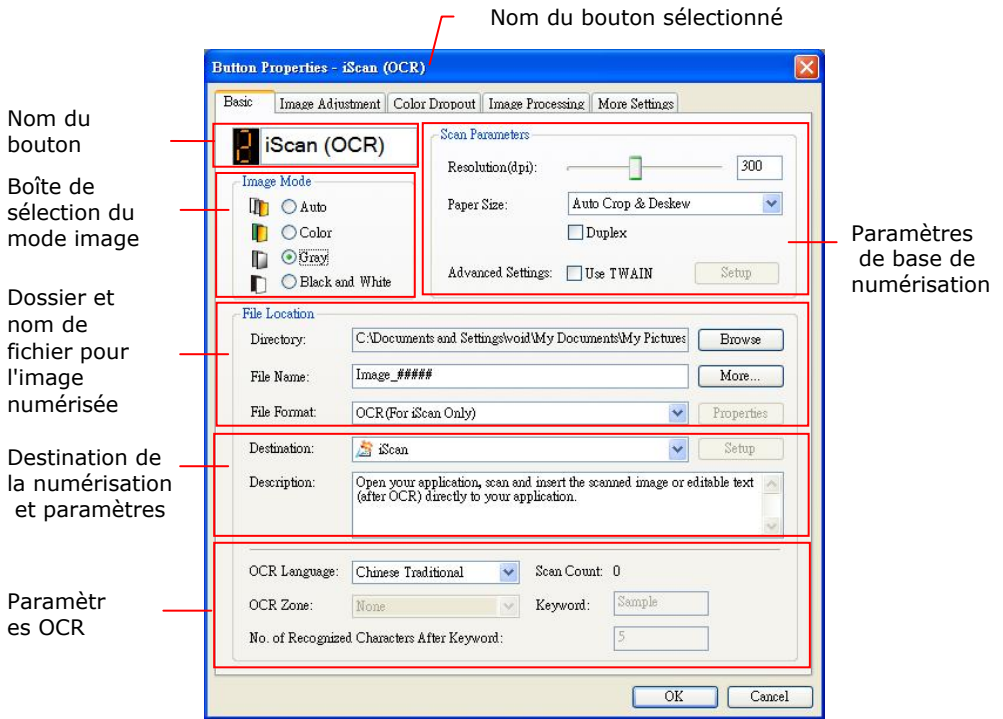 Nom du bouton sélectionné
Button Properties - iScan (OCR)
Basic
Image Adjustment
Color Dropout
Image Processing
More Settings
Nom du
bouton
2
iScan (OCR)
Boîte de
sélection du
mode image
Image Mode
Auto
Color
Gray
Black and White
Scan Parameters
Resolution(dpi):
300
Paper Size:
Auto Crop & Deskew
Duplex
Advanced Settings:
Use TWAIN
Setup
Paramètres
de base de
numérisation
Dossier et
nom de
fichier pour
l'image
numérisée
File Location
Directory:
C:\Documents and Settings\void\My Documents\My Pictures
Browse
File Name:
Image_#####
More...
File Format:
OCR(For iScan Only)
Properties
Destination de
la numérisation
et paramètres
Destination:
iScan
Setup
Description:
Open your application, scan and insert the scanned image or editable text
(after OCR) directly to your application.
Paramètr
es OCR
OCR Language:
Chinese Traditional
Scan Count: 0
OCR Zone:
None
Keyword:
Sample
No. of Recognized Characters After Keyword:
5
OK
Cancel